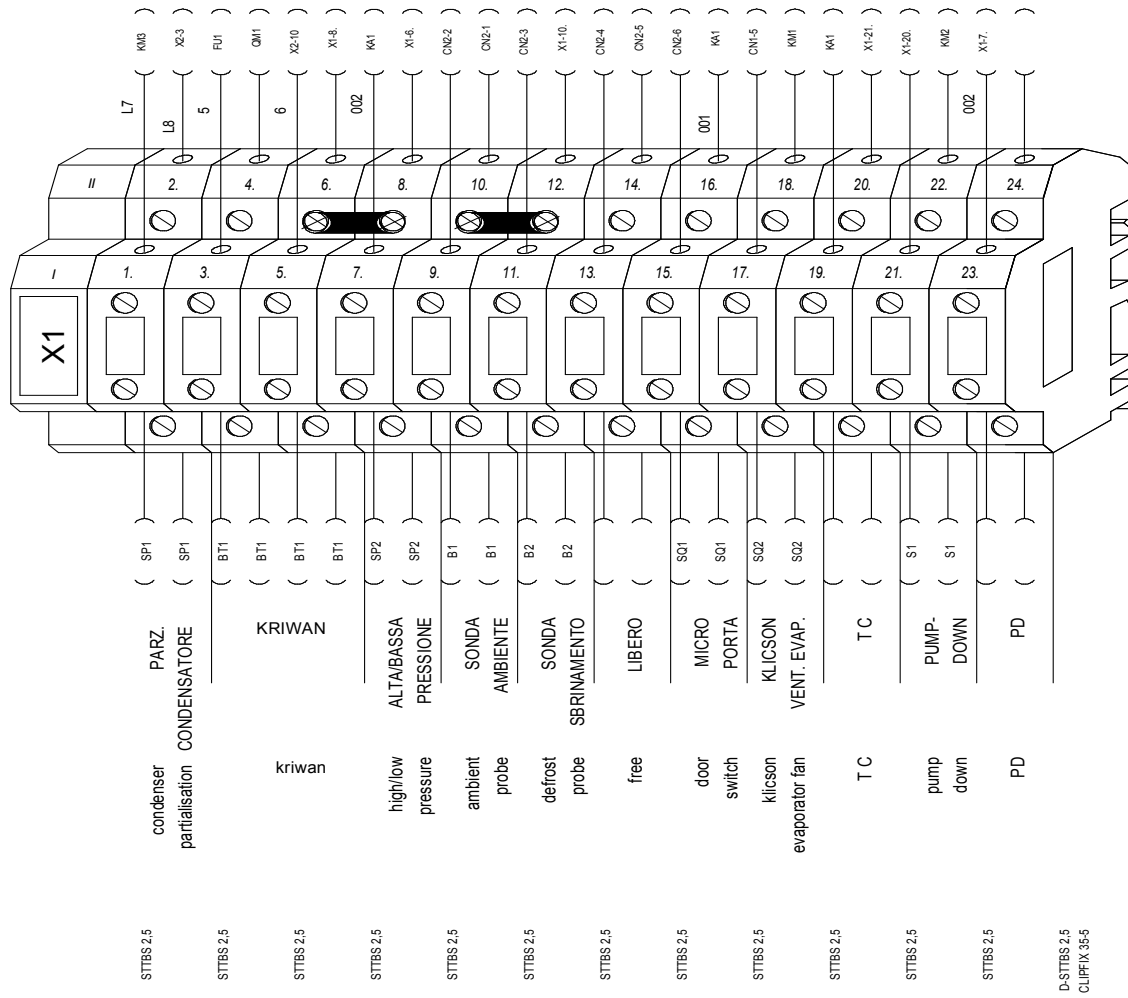 KM3
X2-3
FU1
QM1
X2-10
X1-8.
KA1
X1-6.
CN2-2
CN2-1
CN2-3
X1-10.
CN2-4
CN2-5
CN2-6
KA1
CN1-5
KM1
KA1
X1-21.
X1-20.
KM2
X1-7.
L7
L8
5
6
002
001
002
II
2.
4.
6.
8.
10.
12.
14.
16.
18.
20.
22.
24.
I
1.
3.
5.
7.
9.
11.
13.
15.
17.
19.
21.
23.
X1
SP1
SP1
BT1
BT1
BT1
BT1
SP2
SP2
B1
B1
B2
B2
SQ1
SQ1
SQ2
SQ2
S1
S1
PARZ.
CONDENSATORE
KRIWAN
ALTA/BASSA
PRESSIONE
SONDA
AMBIENTE
SONDA
SBRINAMENTO
LIBERO
MICRO
PORTA
KLICSON
VENT. EVAP.
T C
PUMP-
DOWN
PD
condenser
partialisation
kriwan
high/low
pressure
ambient
probe
defrost
probe
free
door
switch
klicson
evaporator fan
T C
pump
down
PD
STTBS 2,5
STTBS 2,5
STTBS 2,5
STTBS 2,5
STTBS 2,5
STTBS 2,5
STTBS 2,5
STTBS 2,5
STTBS 2,5
STTBS 2,5
STTBS 2,5
STTBS 2,5
D-STTBS 2,5
CLIPFIX 35-5